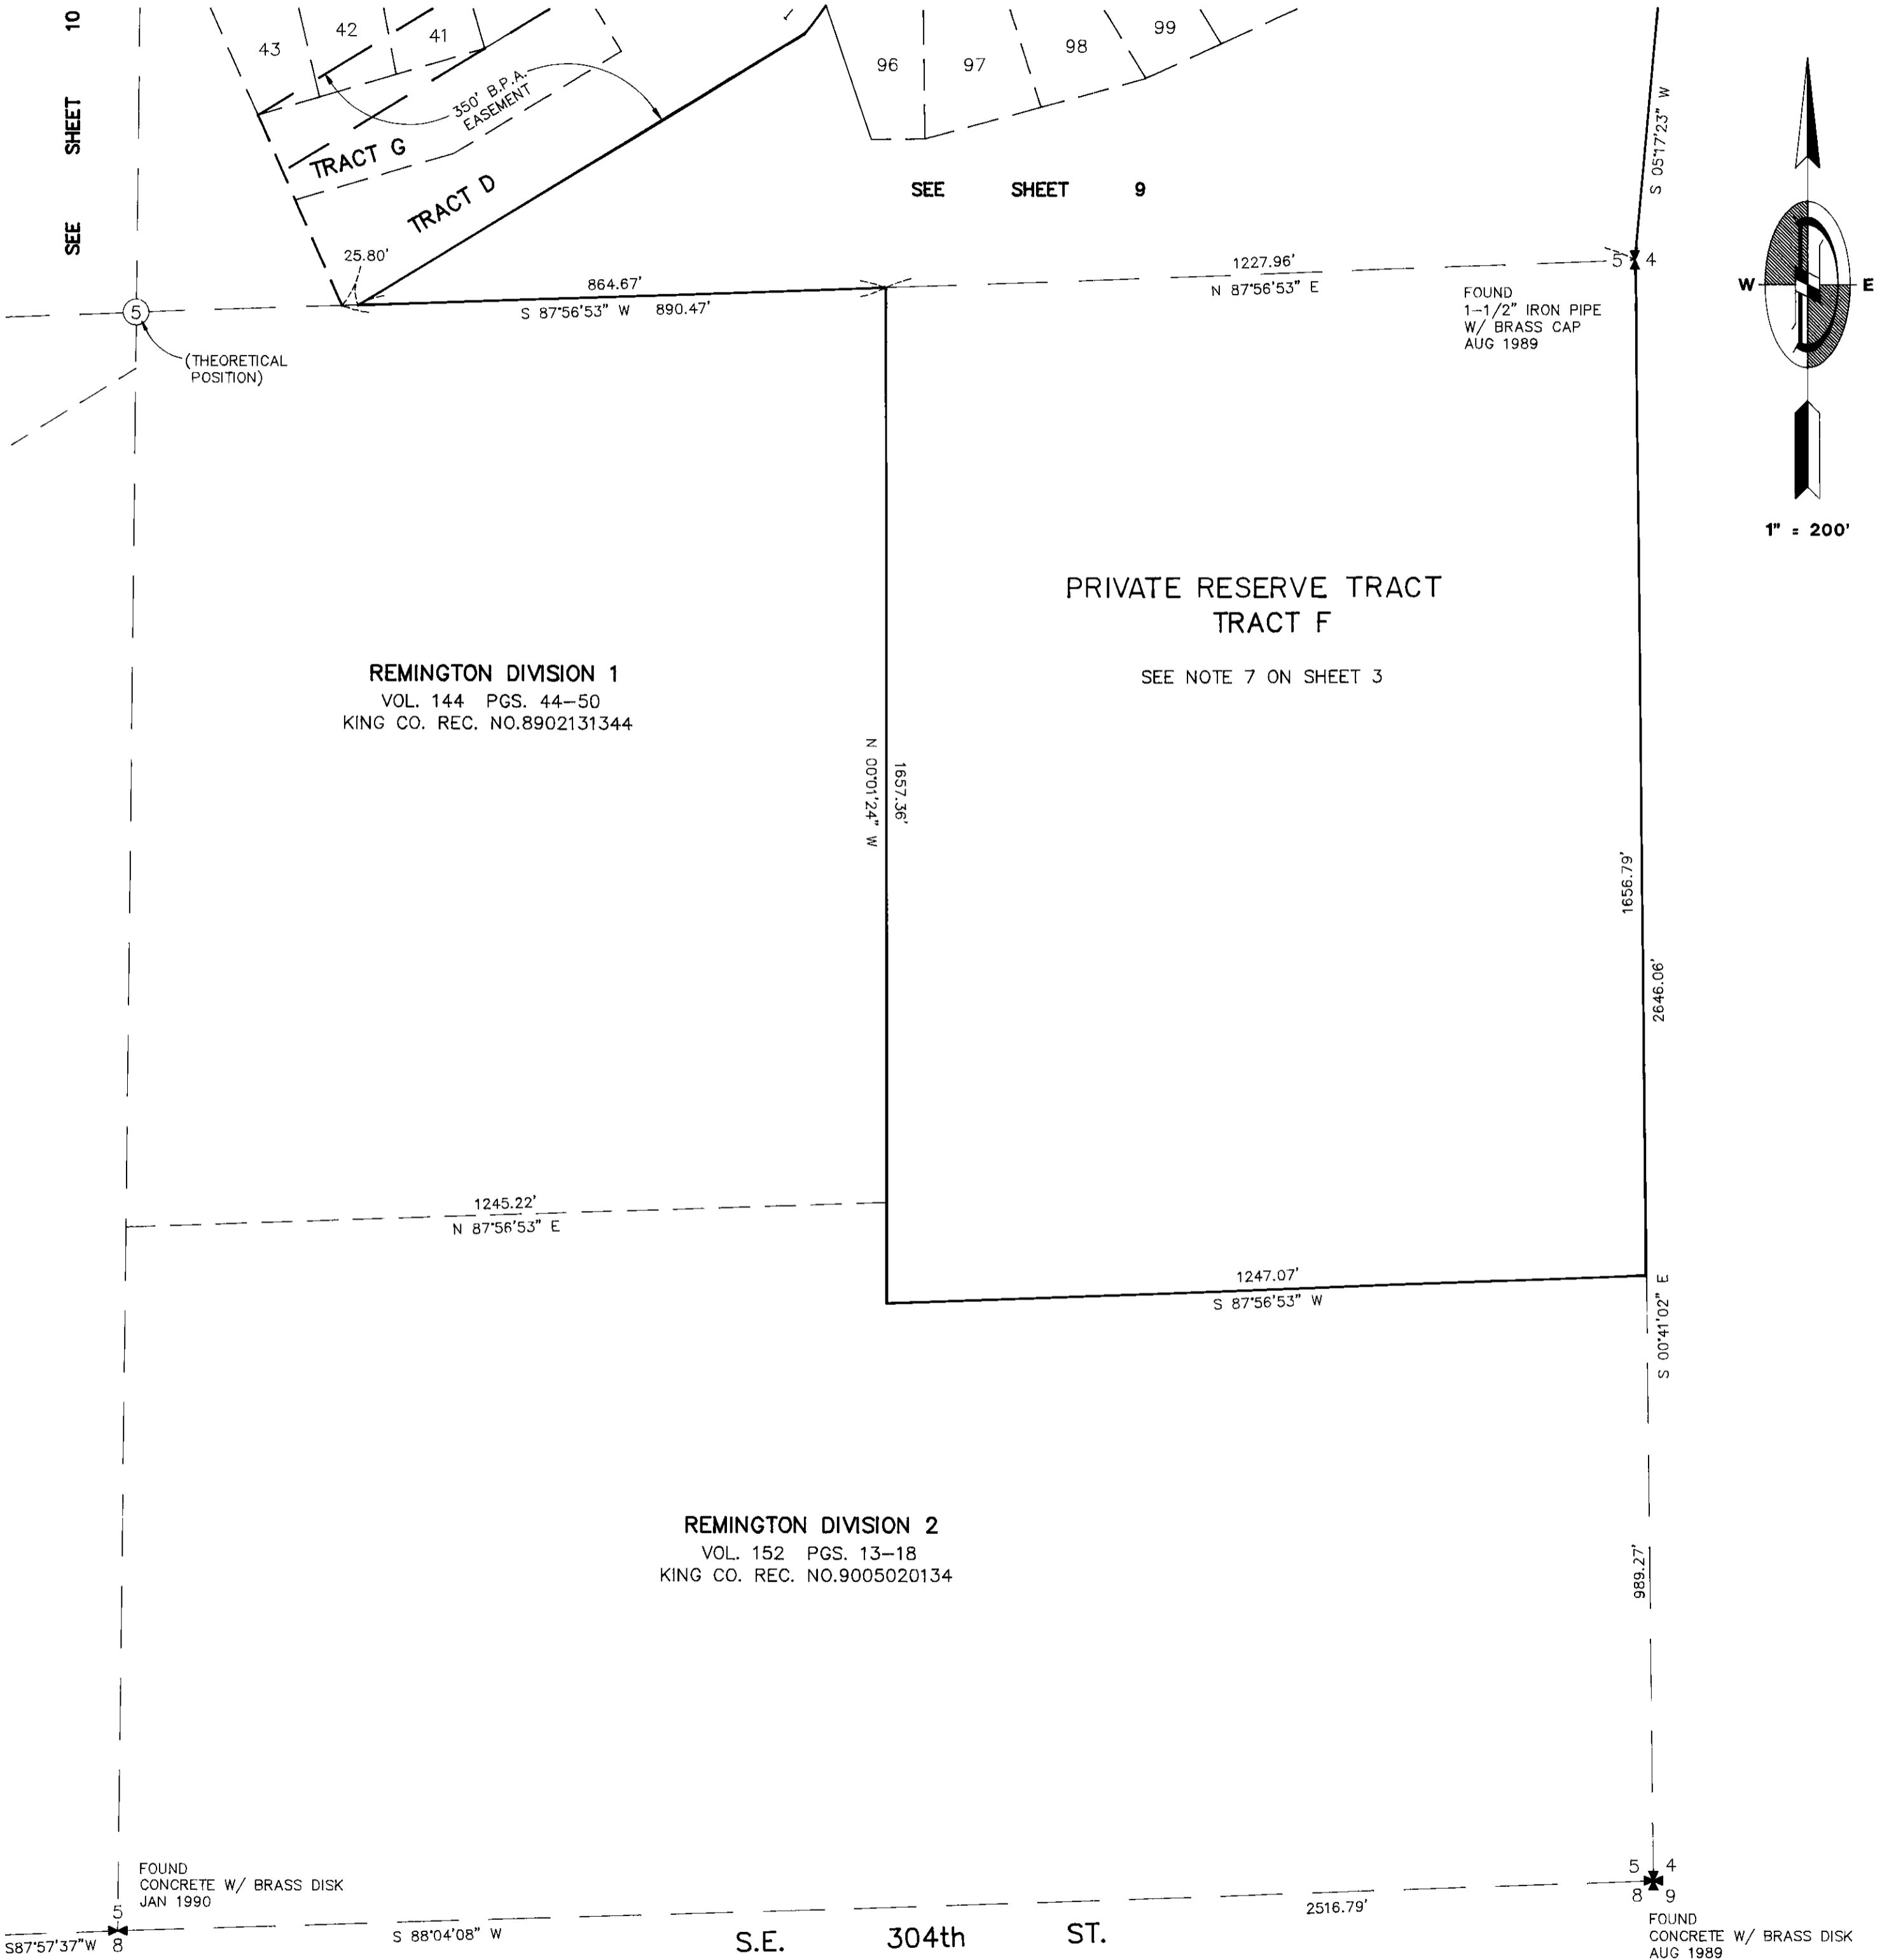 SEE SHEET 10
43
42
41
96
97
98
99
350' B.P.A.
EASEMENT
TRACT G
TRACT D
SEE SHEET 9
S 05°17'23" W
25.80'
864.67'
S 87°56'53" W 890.47'
1227.96'
N 87°56'53" E
5 4
FOUND
1-1/2" IRON PIPE
W/ BRASS CAP
AUG 1989
W E
1" = 200'
5
(THEORETICAL
POSITION)
PRIVATE RESERVE TRACT
TRACT F
SEE NOTE 7 ON SHEET 3
REMINGTON DIVISION 1
VOL. 144 PGS. 44-50
KING CO. REC. NO.8902131344
N 00°01'24" W
1657.36'
1656.79'
2646.06'
1245.22'
N 87°56'53" E
1247.07'
S 87°56'53" W
S 00°41'02" E
REMINGTON DIVISION 2
VOL. 152 PGS. 13-18
KING CO. REC. NO.9005020134
989.27'
FOUND
CONCRETE W/ BRASS DISK
JAN 1990
5
8
S87°57'37"W
S 88°04'08" W
S.E. 304th ST.
2516.79'
5 4
8 9
FOUND
CONCRETE W/ BRASS DISK
AUG 1989